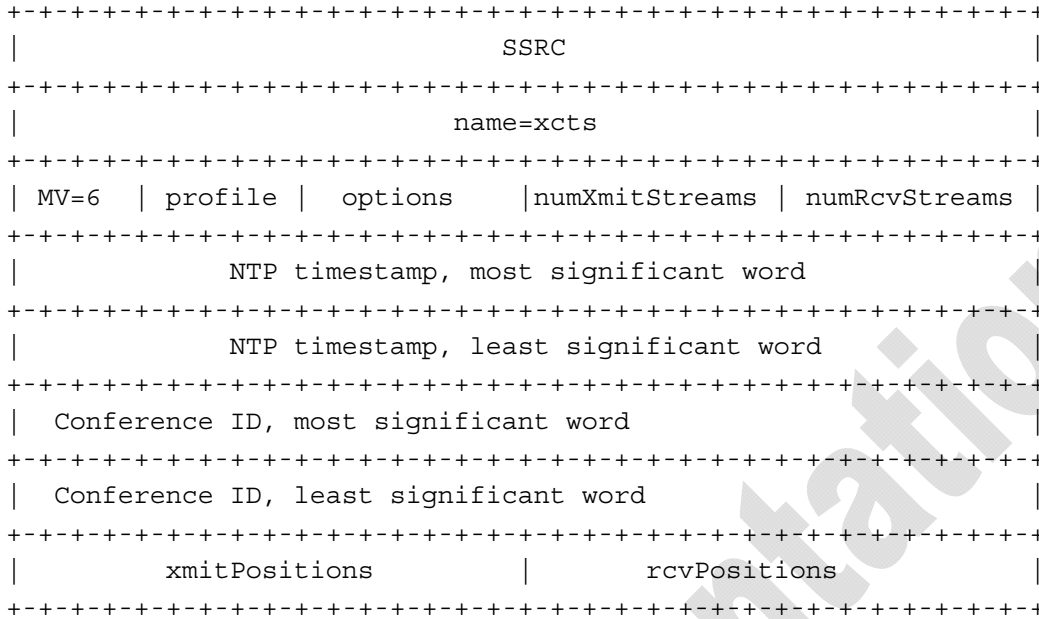 +-+-+-+-+-+-+-+-+-+-+-+-+-+-+-+-+-+-+-+-+-+-+-+-+-+-+-+-+-+-+-+-+
| SSRC |
+-+-+-+-+-+-+-+-+-+-+-+-+-+-+-+-+-+-+-+-+-+-+-+-+-+-+-+-+-+-+-+-+
| name=xcts |
+-+-+-+-+-+-+-+-+-+-+-+-+-+-+-+-+-+-+-+-+-+-+-+-+-+-+-+-+-+-+-+-+
| MV=6 | profile | options |numXmitStreams | numRcvStreams |
+-+-+-+-+-+-+-+-+-+-+-+-+-+-+-+-+-+-+-+-+-+-+-+-+-+-+-+-+-+-+-+-+
| NTP timestamp, most significant word |
+-+-+-+-+-+-+-+-+-+-+-+-+-+-+-+-+-+-+-+-+-+-+-+-+-+-+-+-+-+-+-+-+
| NTP timestamp, least significant word |
+-+-+-+-+-+-+-+-+-+-+-+-+-+-+-+-+-+-+-+-+-+-+-+-+-+-+-+-+-+-+-+-+
| Conference ID, most significant word |
+-+-+-+-+-+-+-+-+-+-+-+-+-+-+-+-+-+-+-+-+-+-+-+-+-+-+-+-+-+-+-+-+
| Conference ID, least significant word |
+-+-+-+-+-+-+-+-+-+-+-+-+-+-+-+-+-+-+-+-+-+-+-+-+-+-+-+-+-+-+-+-+
| xmitPositions | rcvPositions |
+-+-+-+-+-+-+-+-+-+-+-+-+-+-+-+-+-+-+-+-+-+-+-+-+-+-+-+-+-+-+-+-+
ntatio